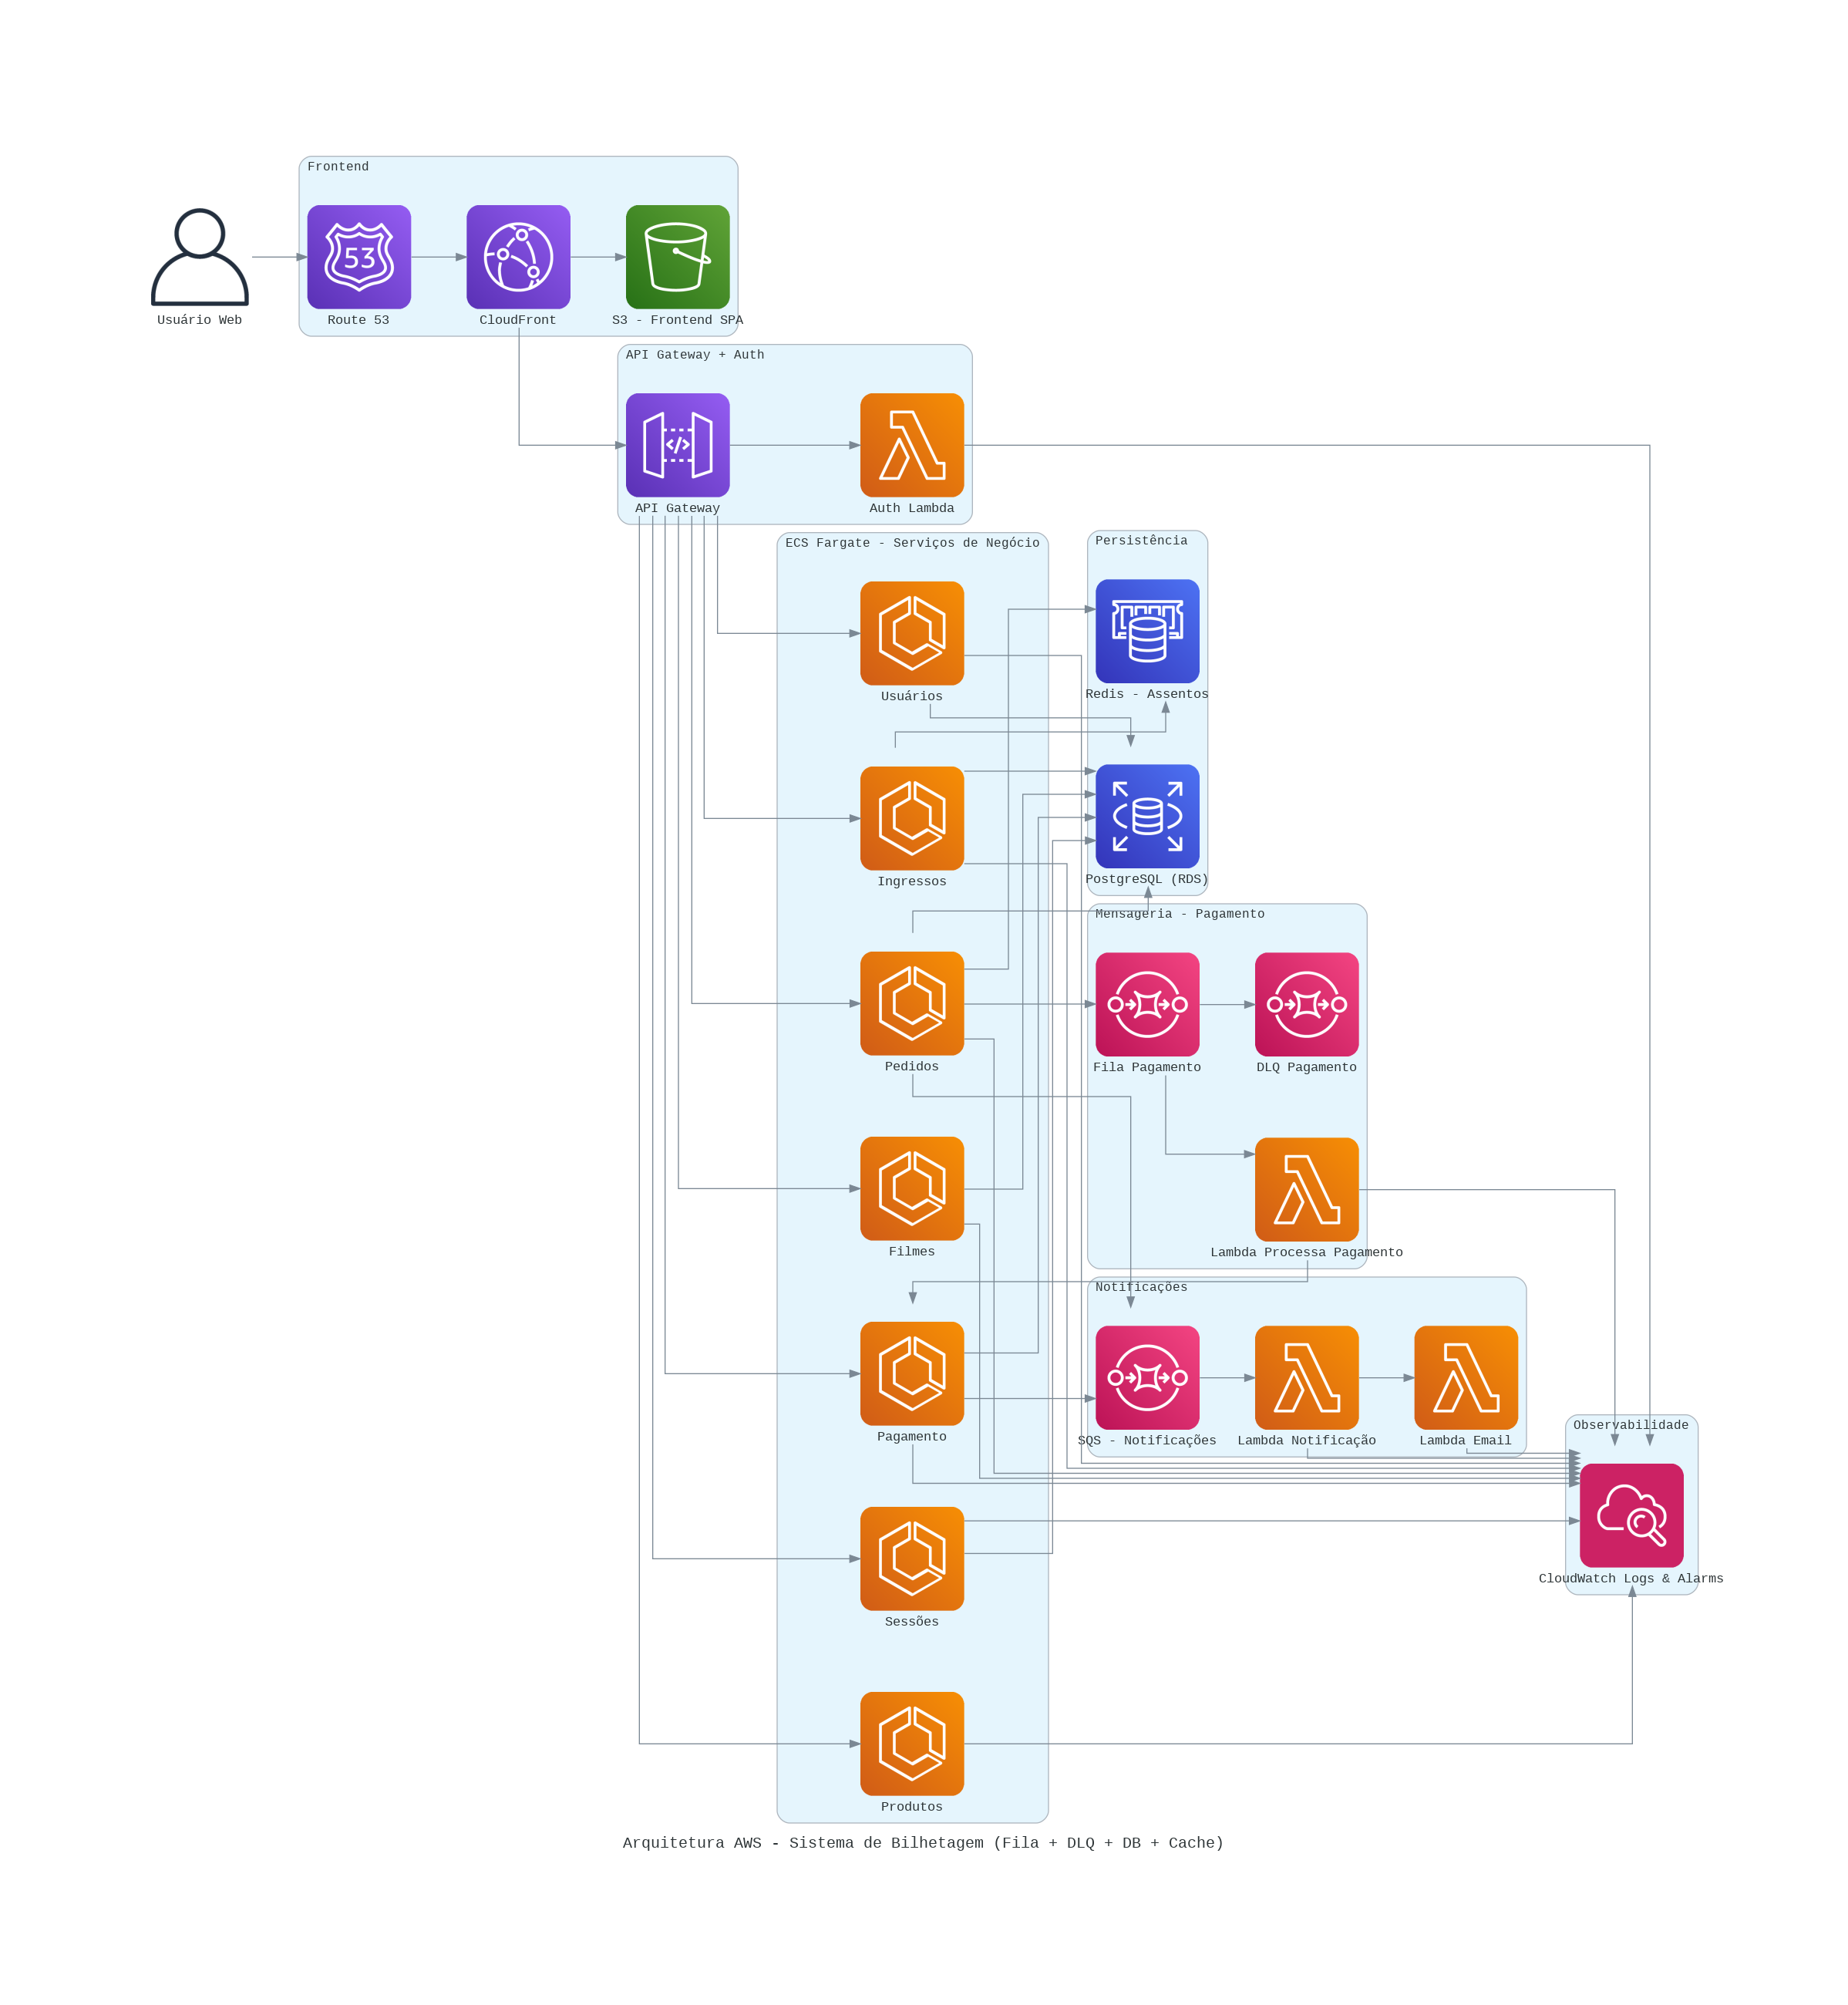 Frontend
Usuário Web
53
Route 53
CloudFront
S3 - Frontend SPA
API Gateway + Auth
</>
API Gateway
Auth Lambda
ECS Fargate - Serviços de Negócio
Persistência
Usuários
Redis - Assentos
Ingressos
PostgreSQL (RDS)
Mensageria - Pagamento
Pedidos
Fila Pagamento
DLQ Pagamento
Filmes
Lambda Processa Pagamento
Notificações
Pagamento
SQS - Notificações
Lambda Notificação
Lambda Email
Observabilidade
CloudWatch Logs & Alarms
Sessões
Produtos
Arquitetura AWS - Sistema de Bilhetagem (Fila + DLQ + DB + Cache)